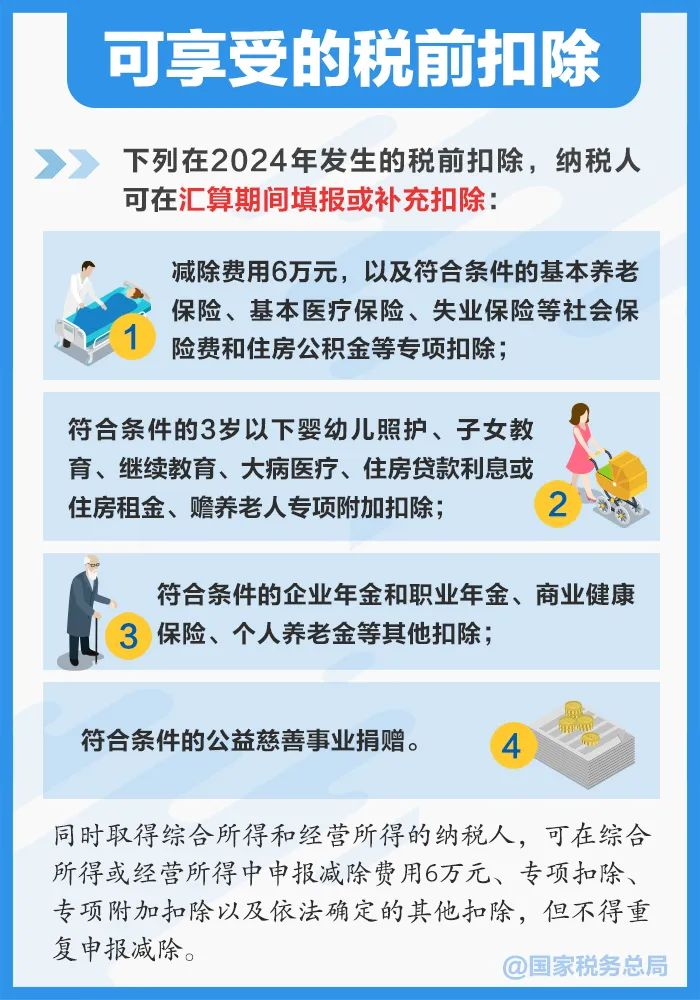 可享受的税前扣除
下列在2024年发生的税前扣除，纳税人
可在汇算期间填报或补充扣除：
减除费用6万元，以及符合条件的基本养老
保险、基本医疗保险、失业保险等社会保
险费和住房公积金等专项扣除；
1
符合条件的3岁以下婴幼儿照护、子女教
育、继续教育、大病医疗、住房贷款利息或
住房租金、赡养老人专项附加扣除；
2
符合条件的企业年金和职业年金、商业健康
保险、个人养老金等其他扣除；
3
符合条件的公益慈善事业捐赠。
4
同时取得综合所得和经营所得的纳税人，可在综合
所得或经营所得中申报减除费用6万元、专项扣除、
专项附加扣除以及依法确定的其他扣除，但不得重
复申报减除。
@国家税务总局